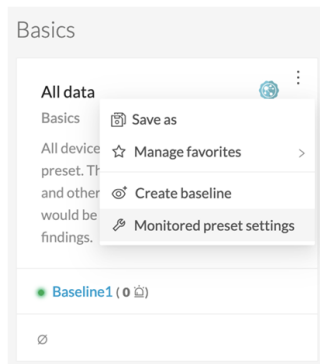 Basics
All data
Basics
Save as
All device
Manage favorites
preset. Th
and other
Create baseline
would be
Monitored preset settings
findings.
Baseline1 (0)